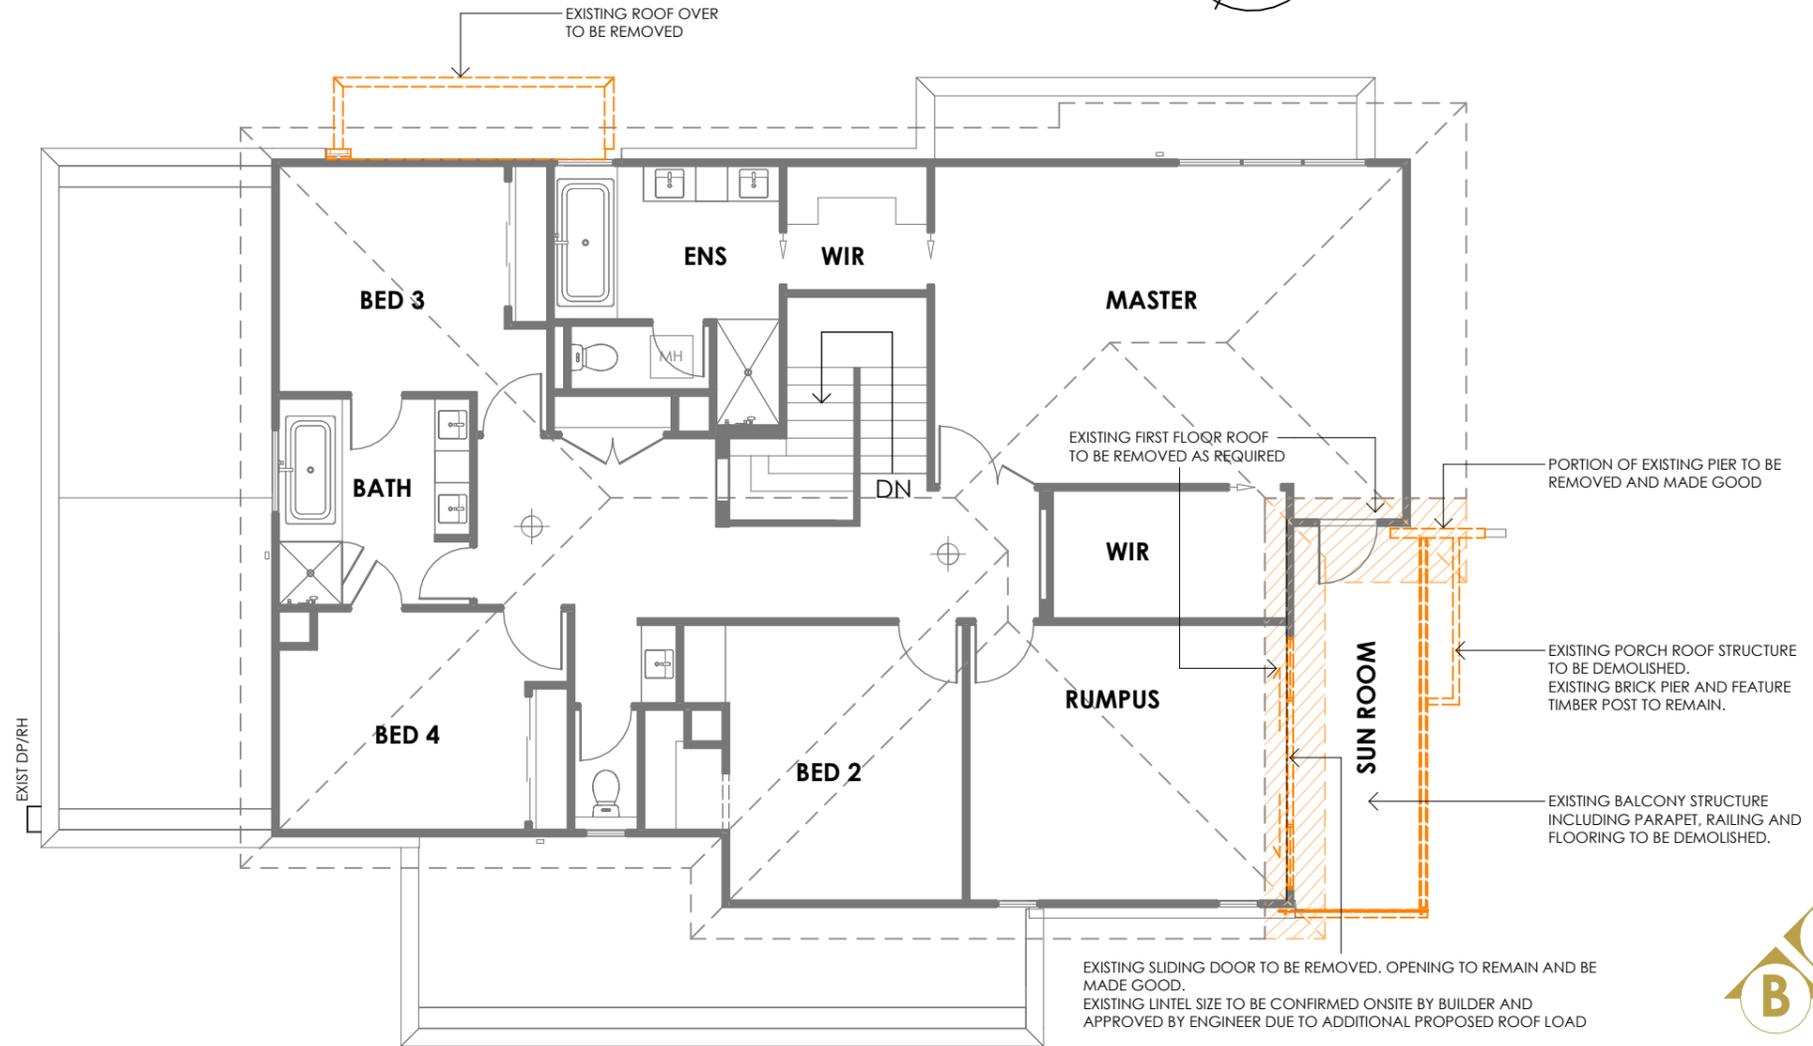 EXISTING ROOF OVER
TO BE REMOVED
ENS
WIR
BED 3
MASTER
MH
EXISTING FIRST FLOOR ROOF
TO BE REMOVED AS REQUIRED
PORTION OF EXISTING PIER TO BE
REMOVED AND MADE GOOD
BATH
DN
WIR
EXISTING PORCH ROOF STRUCTURE
TO BE DEMOLISHED.
EXISTING BRICK PIER AND FEATURE
TIMBER POST TO REMAIN.
RUMPUS
SUN ROOM
BED 4
EXIST DP/RH
BED 2
EXISTING BALCONY STRUCTURE
INCLUDING PARAPET, RAILING AND
FLOORING TO BE DEMOLISHED.
EXISTING SLIDING DOOR TO BE REMOVED. OPENING TO REMAIN AND BE
MADE GOOD.
EXISTING LINTEL SIZE TO BE CONFIRMED ONSITE BY BUILDER AND
APPROVED BY ENGINEER DUE TO ADDITIONAL PROPOSED ROOF LOAD
B